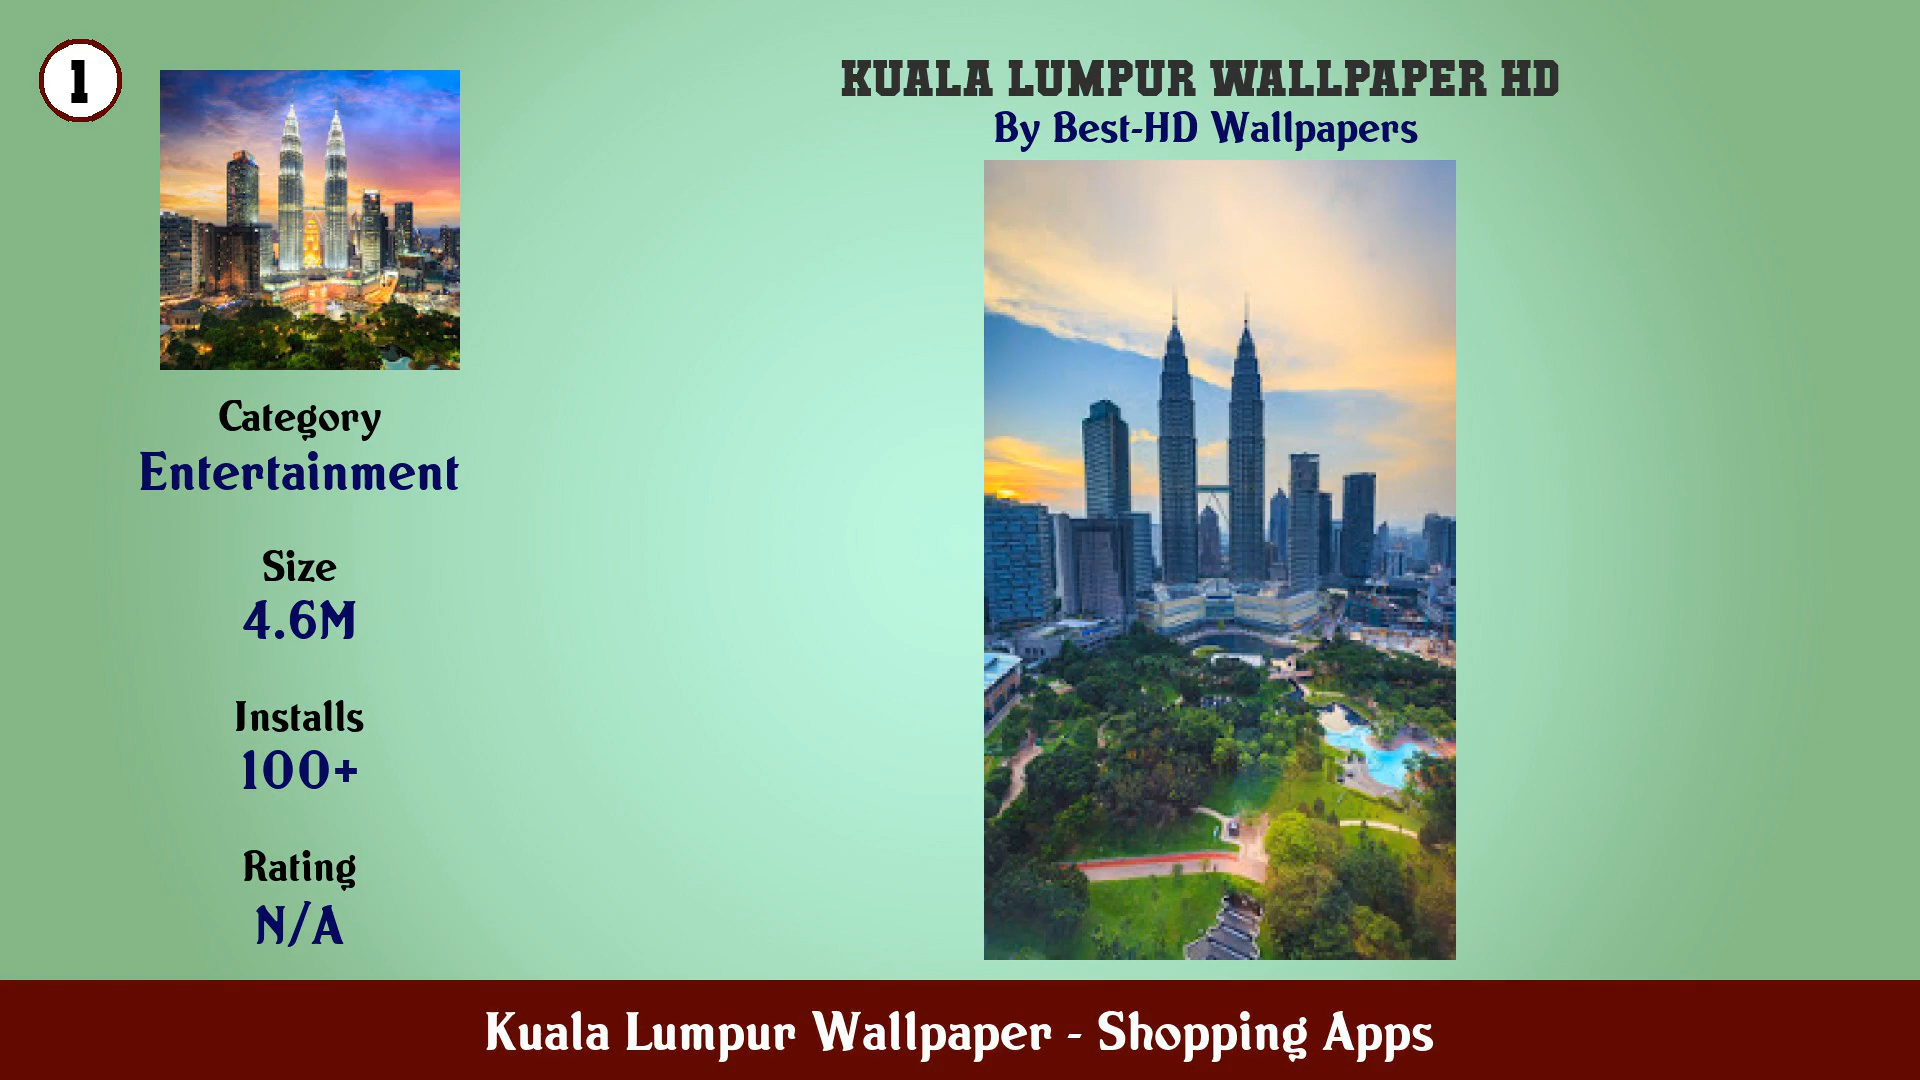 1
KUALA LUMPUR WALLPAPER HD
By Best-HD Wallpapers
Category
Entertainment
Size
4.6M
Installs
100+
Rating
N/A
Kuala Lumpur Wallpaper - Shopping Apps